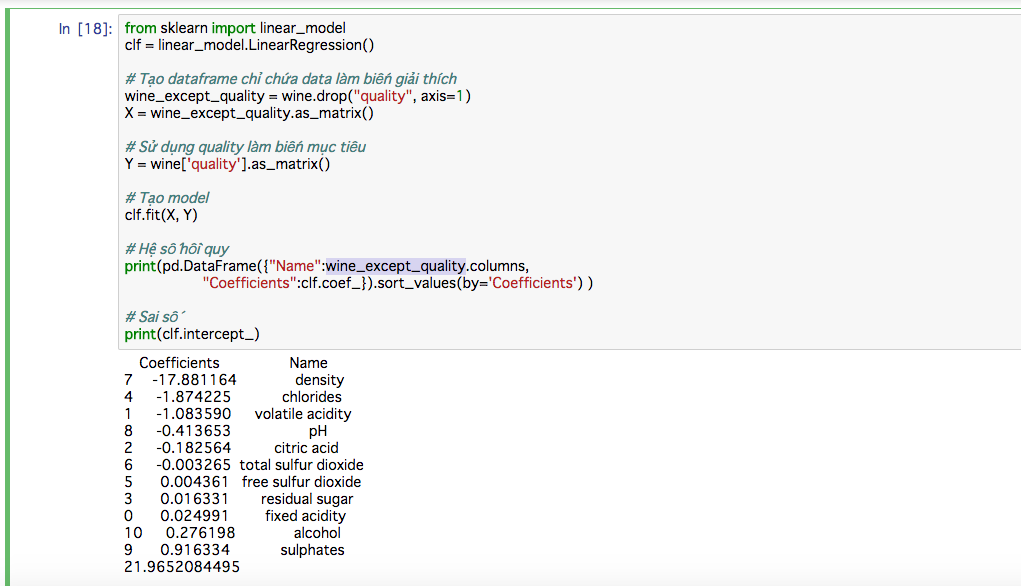 In [18]: from sklearn import linear_model
clf = linear_model.LinearRegression()
# Tạo dataframe chỉ chứa data làm biến giải thích
wine_except_quality = wine.drop("quality", axis=1)
X = wine_except_quality.as_matrix()
# Sử dụng quality làm biến mục tiêu
Y = wine['quality'].as_matrix()
# Tạo model
clf.fit(X, Y)
# Hệ số hồi quy
print(pd.DataFrame({"Name":wine_except_quality.columns,
"Coefficients":clf.coef_}).sort_values(by='Coefficients') )
# Sai số
print(clf.intercept_)
Coefficients Name
7 -17.881164 density
4 -1.874225 chlorides
1 -1.083590 volatile acidity
8 -0.413653 pH
2 -0.182564 citric acid
6 -0.003265 total sulfur dioxide
5 0.004361 free sulfur dioxide
3 0.016331 residual sugar
0 0.024991 fixed acidity
10 0.276198 alcohol
9 0.916334 sulphates
21.9652084495